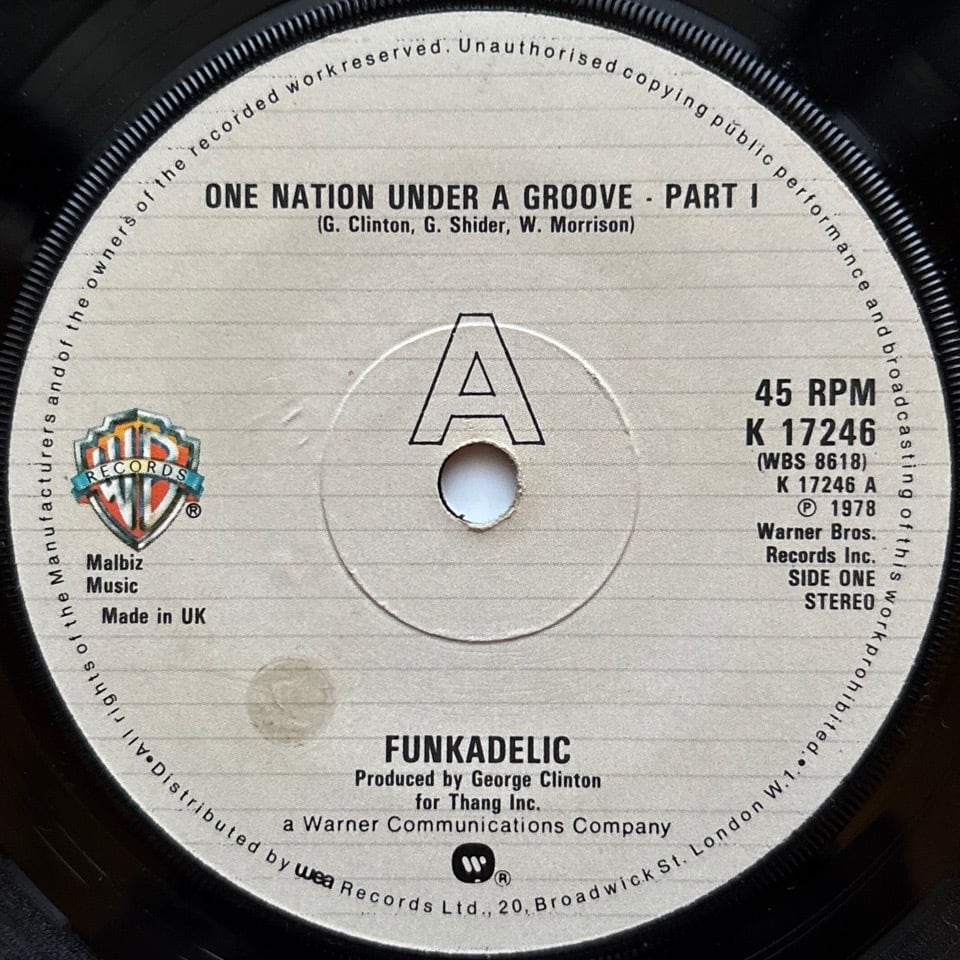 All rights of the Manufacturers and of the owners of the recorded work reserved. Unauthorised copying public performance and broadcasting of this work prohibited.
ONE NATION UNDER A GROOVE · PART I
(G. Clinton, G. Shider, W. Morrison)
A
45 RPM
K 17246
(WBS 8618)
K 17246 A
℗ 1978
Warner Bros.
Records Inc.
SIDE ONE
STEREO
WB
RECORDS
®
Malbiz
Music
Made in UK
FUNKADELIC
Produced by George Clinton
for Thang Inc.
a Warner Communications Company
®
•Distributed by wea Records Ltd., 20, Broadwick St. London W.1.•